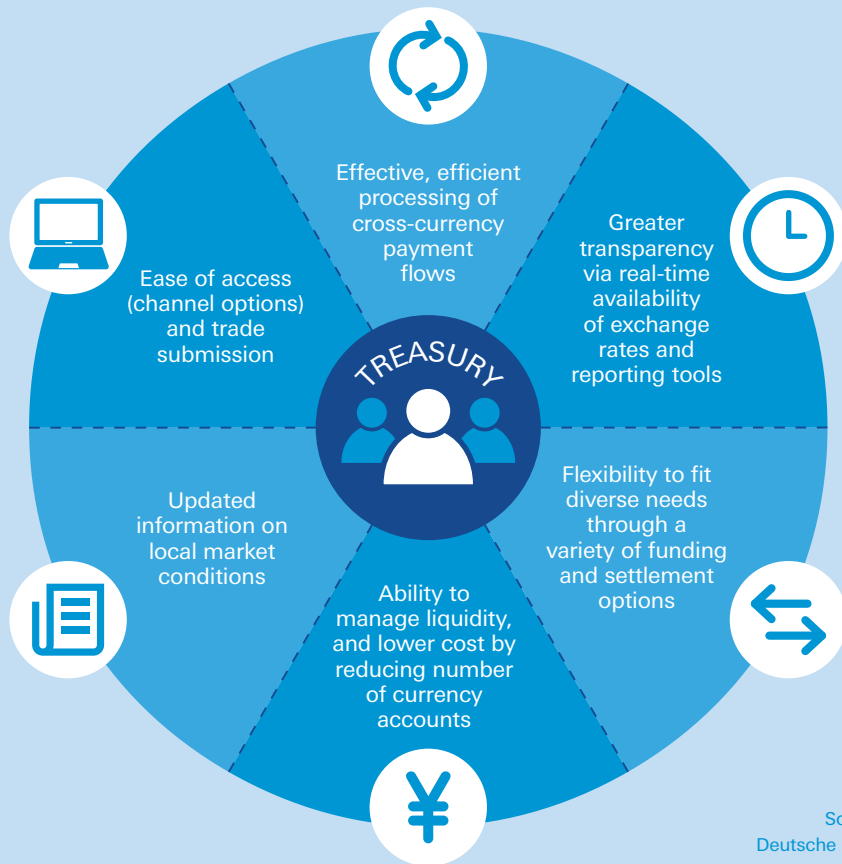 Effective, efficient
processing of
cross-currency
payment
flows
Greater
transparency
via real-time
availability
of exchange
rates and
reporting tools
Flexibility to fit
diverse needs
through a
variety of funding
and settlement
options
Ability to
manage liquidity,
and lower cost by
reducing number
of currency
accounts
Updated
information on
local market
conditions
Ease of access
(channel options)
and trade
submission
TREASURY
¥
Deutsche